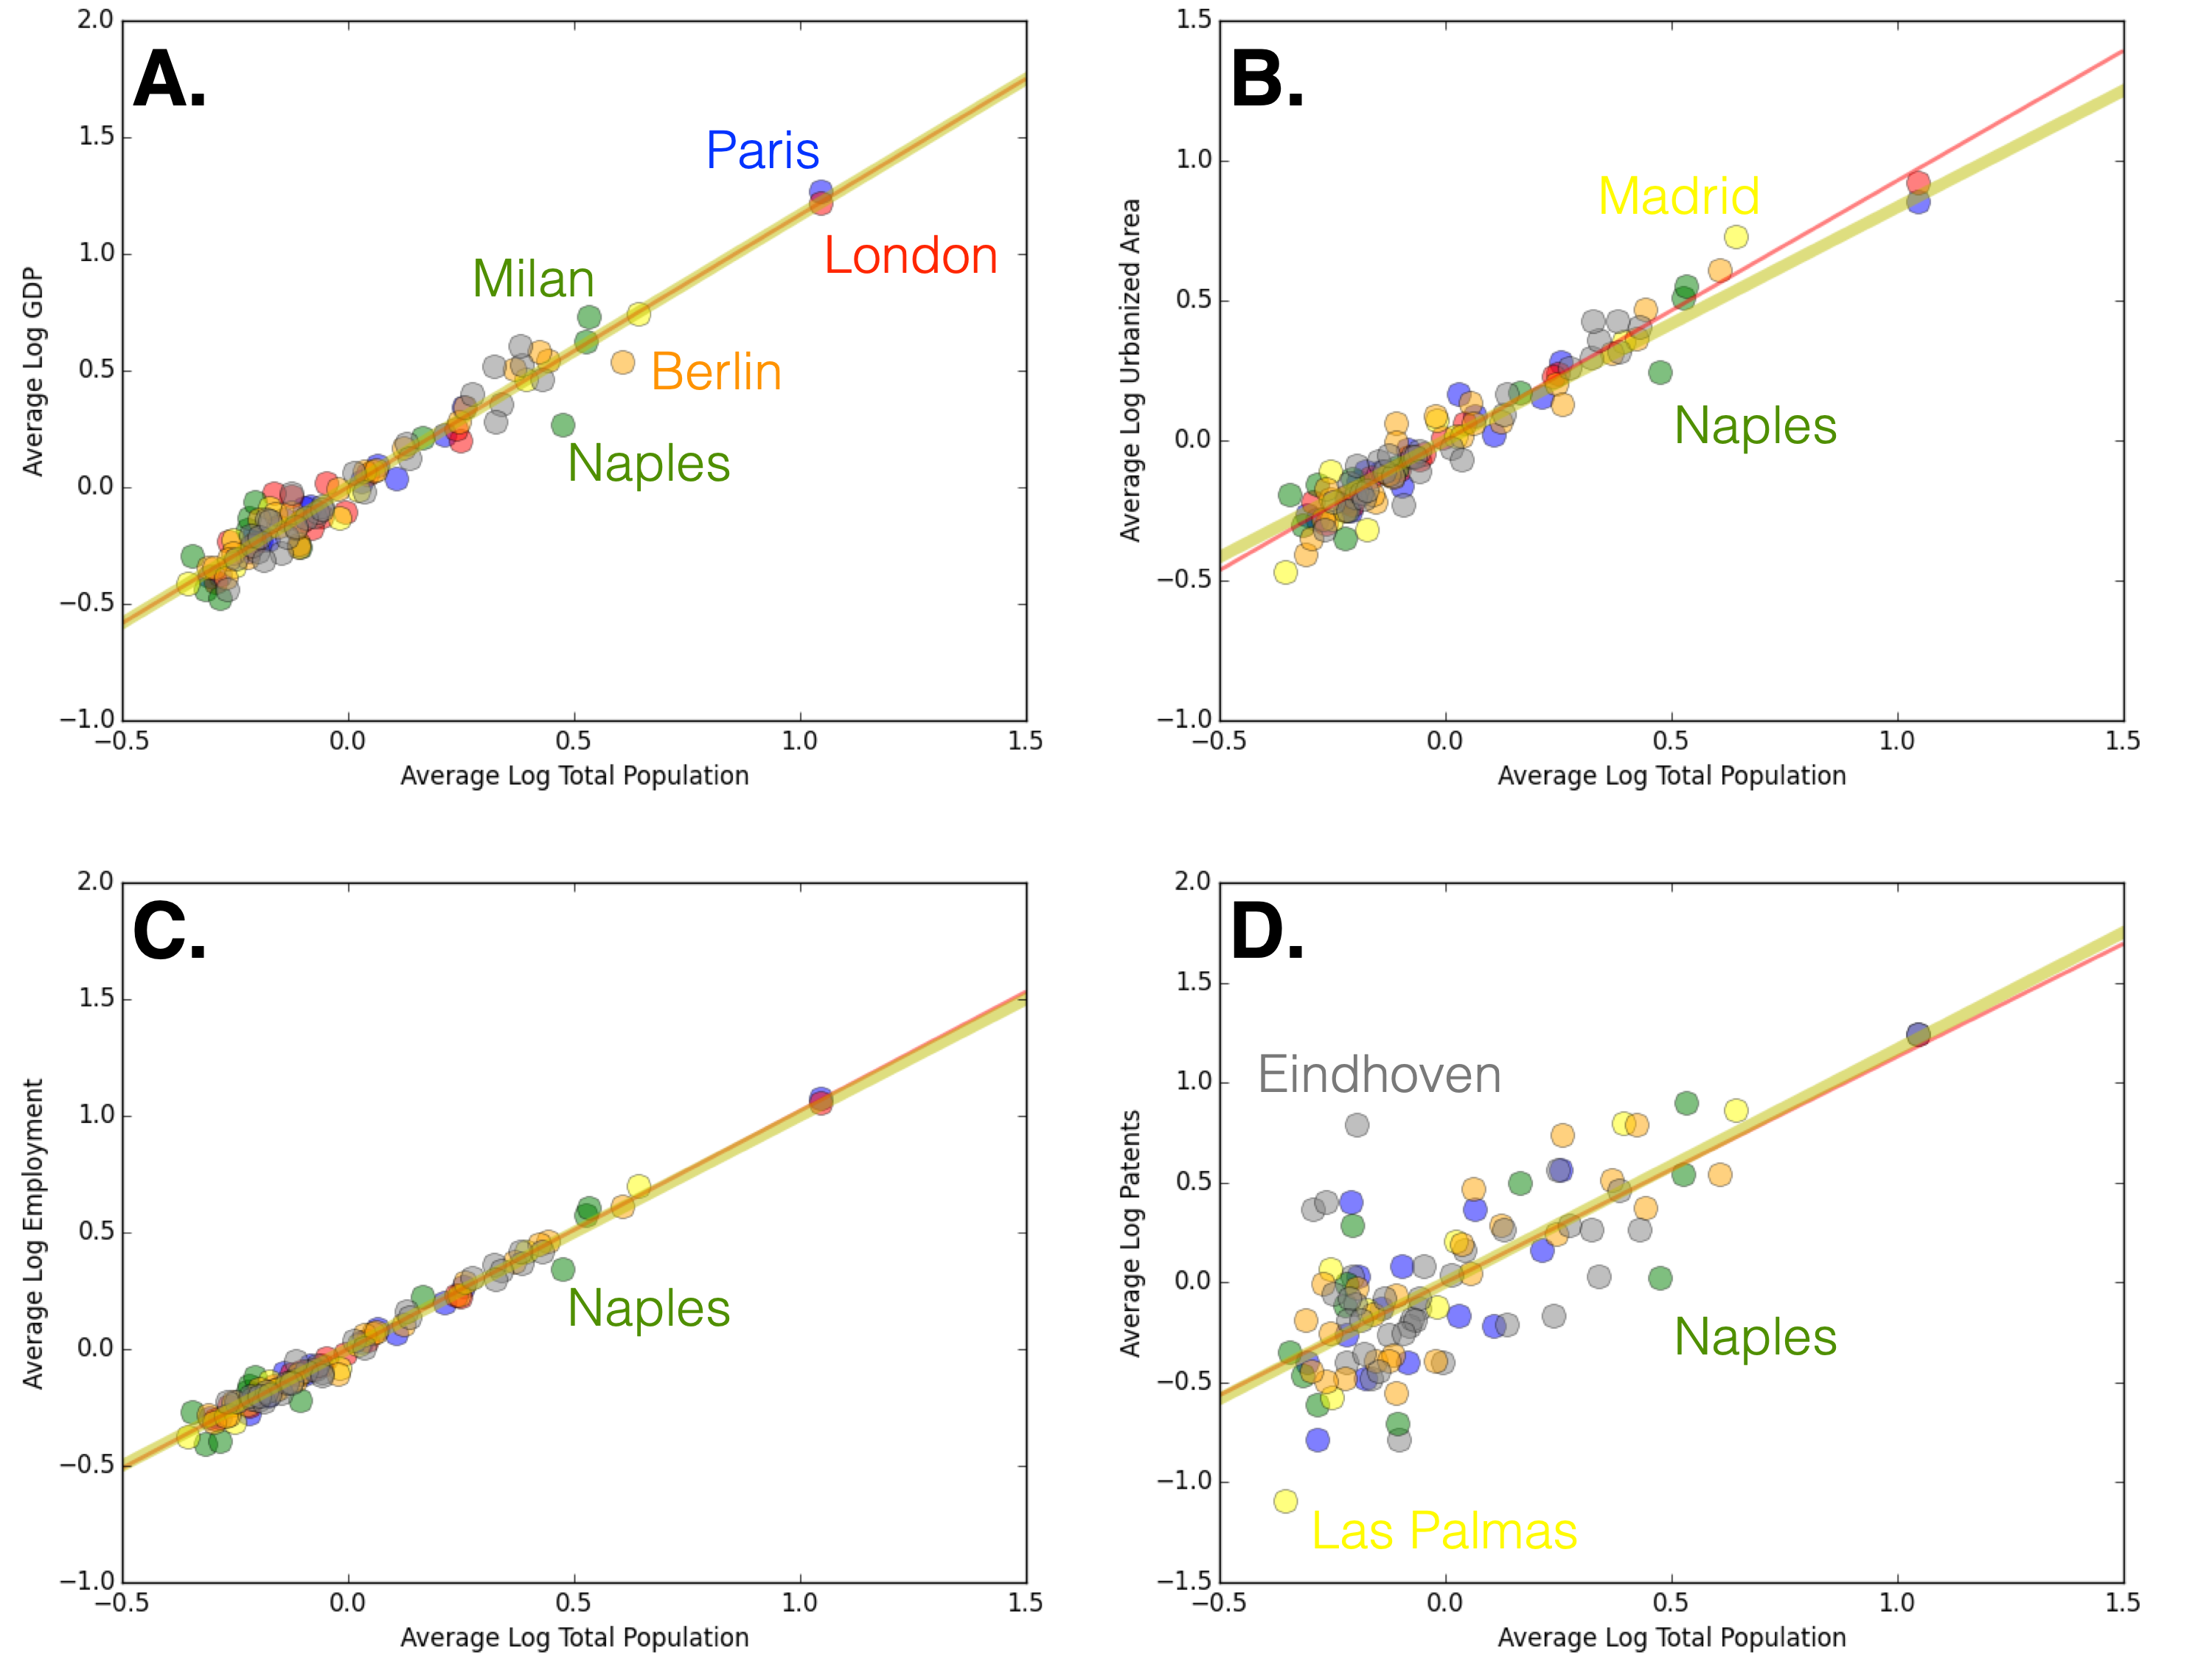 A.
2.0
1.5
1.0
0.5
0.0
−0.5
−1.0
Average Log GDP
Paris
London
Milan
Berlin
Naples
−0.5 0.0 0.5 1.0 1.5
Average Log Total Population
B.
1.5
1.0
0.5
0.0
−0.5
−1.0
Average Log Urbanized Area
Madrid
Naples
−0.5 0.0 0.5 1.0 1.5
Average Log Total Population
C.
2.0
1.5
1.0
0.5
0.0
−0.5
−1.0
Average Log Employment
Naples
−0.5 0.0 0.5 1.0 1.5
Average Log Total Population
D.
2.0
1.5
1.0
0.5
0.0
−0.5
−1.0
−1.5
Average Log Patents
Eindhoven
Naples
Las Palmas
−0.5 0.0 0.5 1.0 1.5
Average Log Total Population